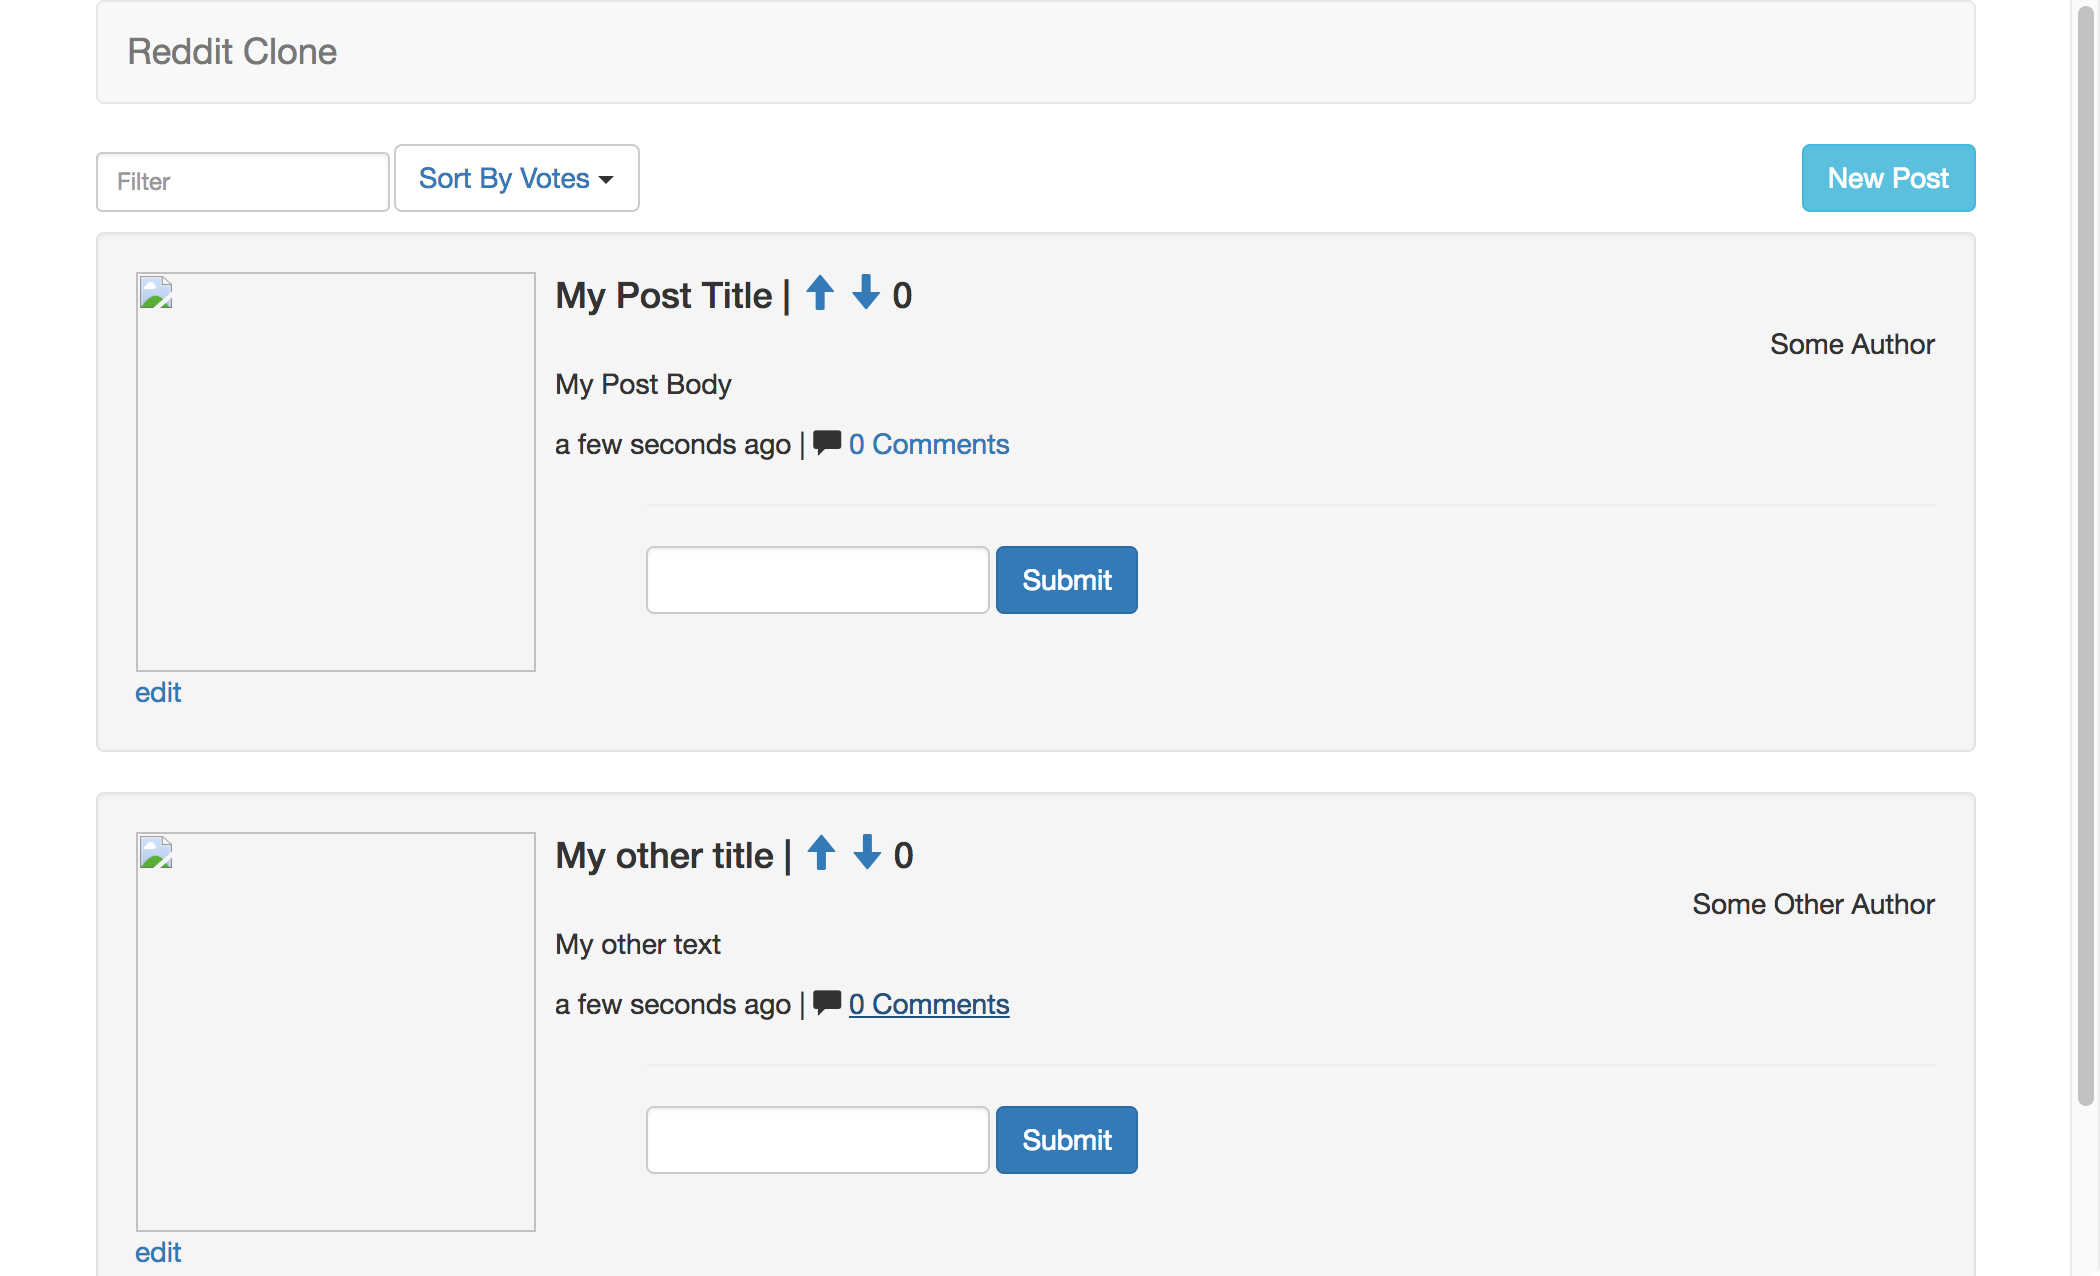 Reddit Clone
Filter
Sort By Votes
New Post
My Post Title | 0
Some Author
My Post Body
a few seconds ago | 0 Comments
Submit
edit
My other title | 0
Some Other Author
My other text
a few seconds ago | 0 Comments
Submit
edit